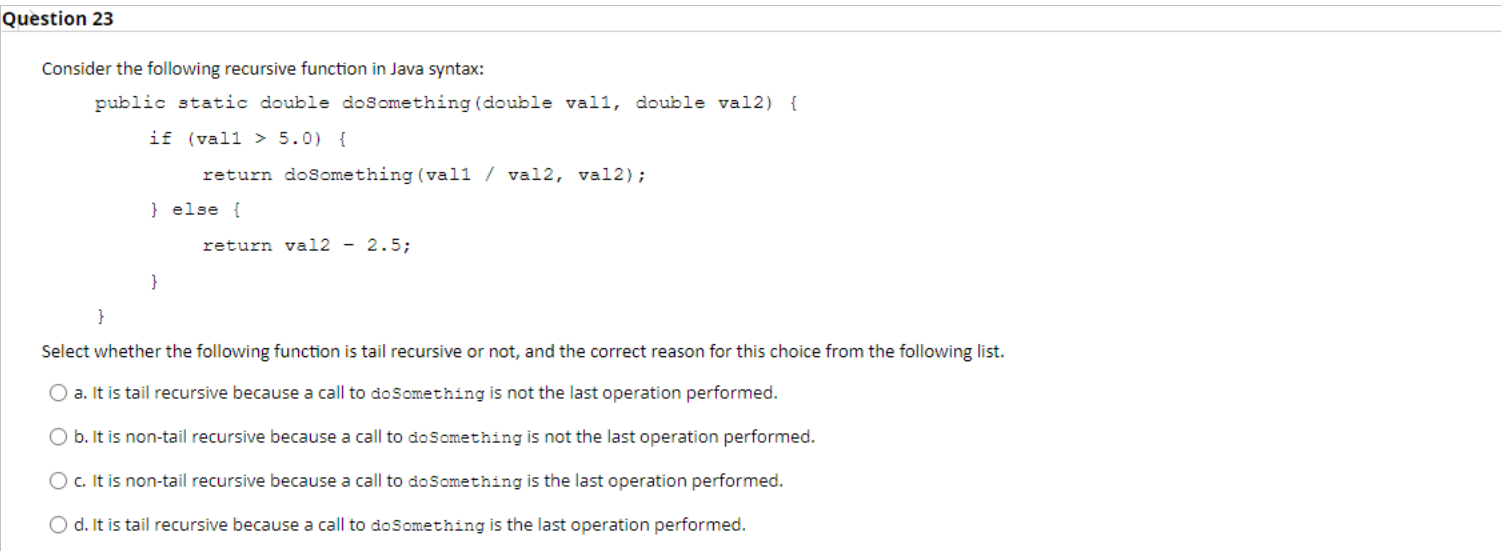 Question 23
Consider the following recursive function in Java syntax:
public static double doSomething(double val1, double val2) {
if (val1 > 5.0) {
return doSomething(val1 / val2, val2);
} else {
return val2 - 2.5;
}
}
Select whether the following function is tail recursive or not, and the correct reason for this choice from the following list.
a. It is tail recursive because a call to doSomething is not the last operation performed.
b. It is non-tail recursive because a call to doSomething is not the last operation performed.
c. It is non-tail recursive because a call to doSomething is the last operation performed.
d. It is tail recursive because a call to doSomething is the last operation performed.